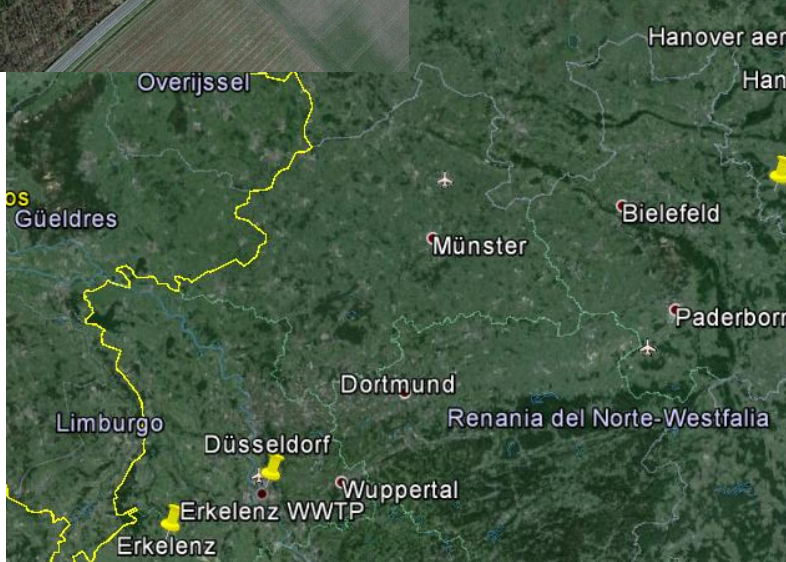 Hanover aer
Overijssel
Han
os
Güeldres
Bielefeld
Münster
Paderborn
Dortmund
Limburgo
Renania del Norte-Westfalia
Düsseldorf
Wuppertal
Erkelenz WWTP
Erkelenz